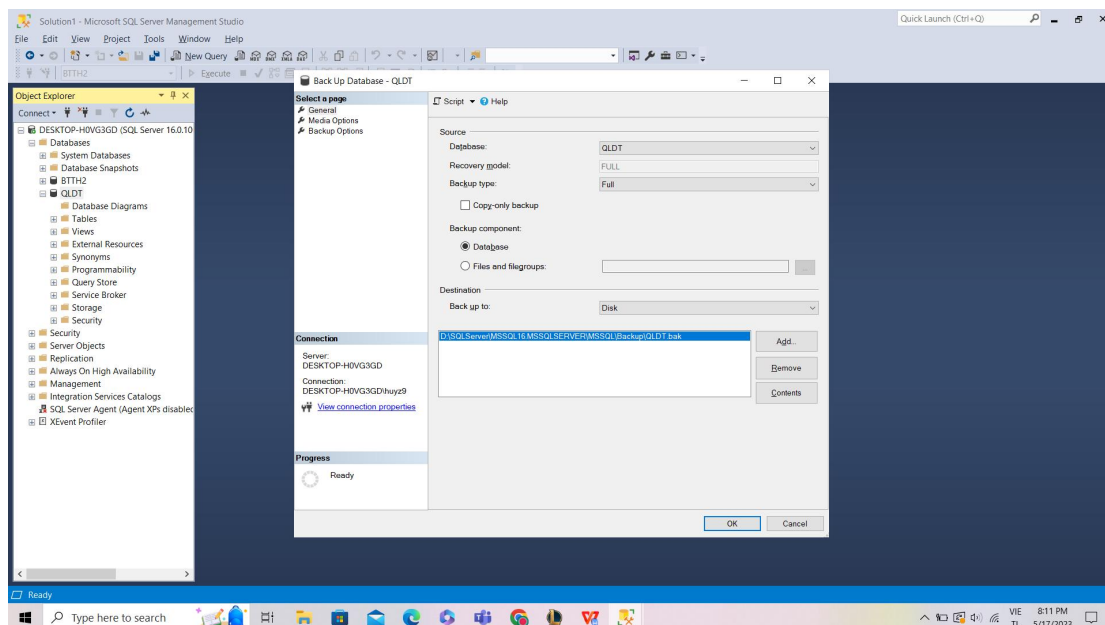 Solution1 - Microsoft SQL Server Management Studio
Quick Launch (Ctrl+Q)
File Edit View Project Tools Window Help
New Query
BTTH2
Execute
Object Explorer
Connect
DESKTOP-H0VG3GD (SQL Server 16.0.10
Databases
System Databases
Database Snapshots
BTTH2
QLDT
Database Diagrams
Tables
Views
External Resources
Synonyms
Programmability
Query Store
Service Broker
Storage
Security
Security
Server Objects
Replication
Always On High Availability
Management
Integration Services Catalogs
SQL Server Agent (Agent XPs disabled
XEvent Profiler
Back Up Database - QLDT
Select a page
General
Media Options
Backup Options
Connection
Server:
DESKTOP-H0VG3GD
Connection:
DESKTOP-H0VG3GD\huyz9
View connection properties
Progress
Ready
Script Help
Source
Database: QLDT
Recovery model: FULL
Backup type: Full
Copy-only backup
Backup component:
Database
Files and filegroups:
...
Destination
Back up to: Disk
D:\SQLServer\MSSQL16.MSSQLSERVER\MSSQL\Backup\QLDT.bak
Add...
Remove
Contents
OK Cancel
Ready
Type here to search
VIE 8:11 PM
5/17/2023